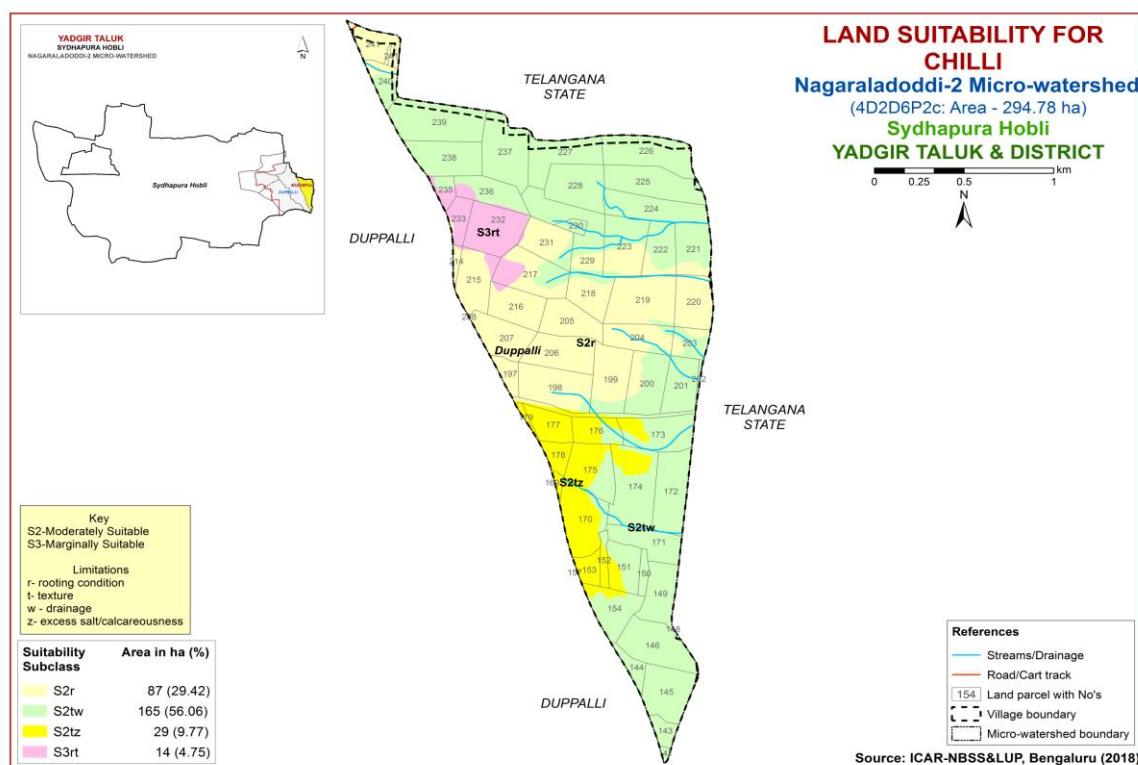 YADGIR TALUK
SYDHAPURA HOBLI
NAGARALADODDI-2 MICRO-WATERSHED
N
Sydhapura Hobli
DUPPALLI
LAND SUITABILITY FOR
CHILLI
Nagaraladoddi-2 Micro-watershed
(4D2D6P2c: Area - 294.78 ha)
Sydhapura Hobli
YADGIR TALUK & DISTRICT
0 0.25 0.5 1 km
N
TELANGANA
STATE
240
239
237
227
226
238
225
228
235
236
224
233
232
S3rt
230
231
223
222
221
DUPPALLI
214
229
217
215
218
219
220
216
205
204
203
207
S2r
Duppalli
206
197
199
200
201
202
198
TELANGANA
STATE
179
177
176
173
178
175
S2tz
174
172
170
S2tw
171
152
153
151
150
149
154
148
146
144
145
DUPPALLI
143
Key
S2-Moderately Suitable
S3-Marginally Suitable
Limitations
r- rooting condition
t- texture
w - drainage
z- excess salt/calcareousness
Suitability Subclass Area in ha (%)
S2r 87 (29.42)
S2tw 165 (56.06)
S2tz 29 (9.77)
S3rt 14 (4.75)
References
Streams/Drainage
Road/Cart track
154 Land parcel with No's
Village boundary
Micro-watershed boundary
Source: ICAR-NBSS&LUP, Bengaluru (2018)